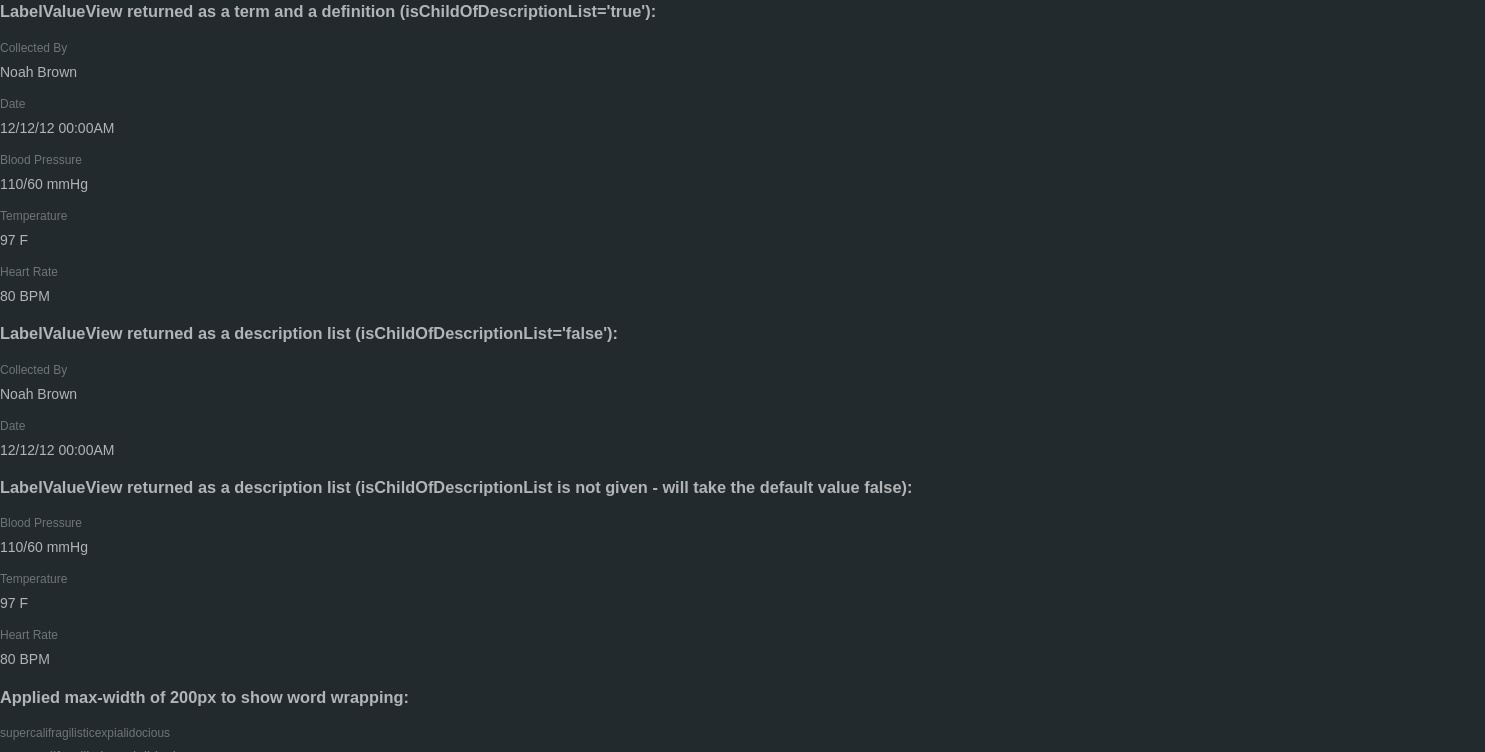 LabelValueView returned as a term and a definition (isChildOfDescriptionList='true'):
Collected By
Noah Brown
Date
12/12/12 00:00AM
Blood Pressure
110/60 mmHg
Temperature
97 F
Heart Rate
80 BPM
LabelValueView returned as a description list (isChildOfDescriptionList='false'):
Collected By
Noah Brown
Date
12/12/12 00:00AM
LabelValueView returned as a description list (isChildOfDescriptionList is not given - will take the default value false):
Blood Pressure
110/60 mmHg
Temperature
97 F
Heart Rate
80 BPM
Applied max-width of 200px to show word wrapping:
supercalifragilisticexpialidocious